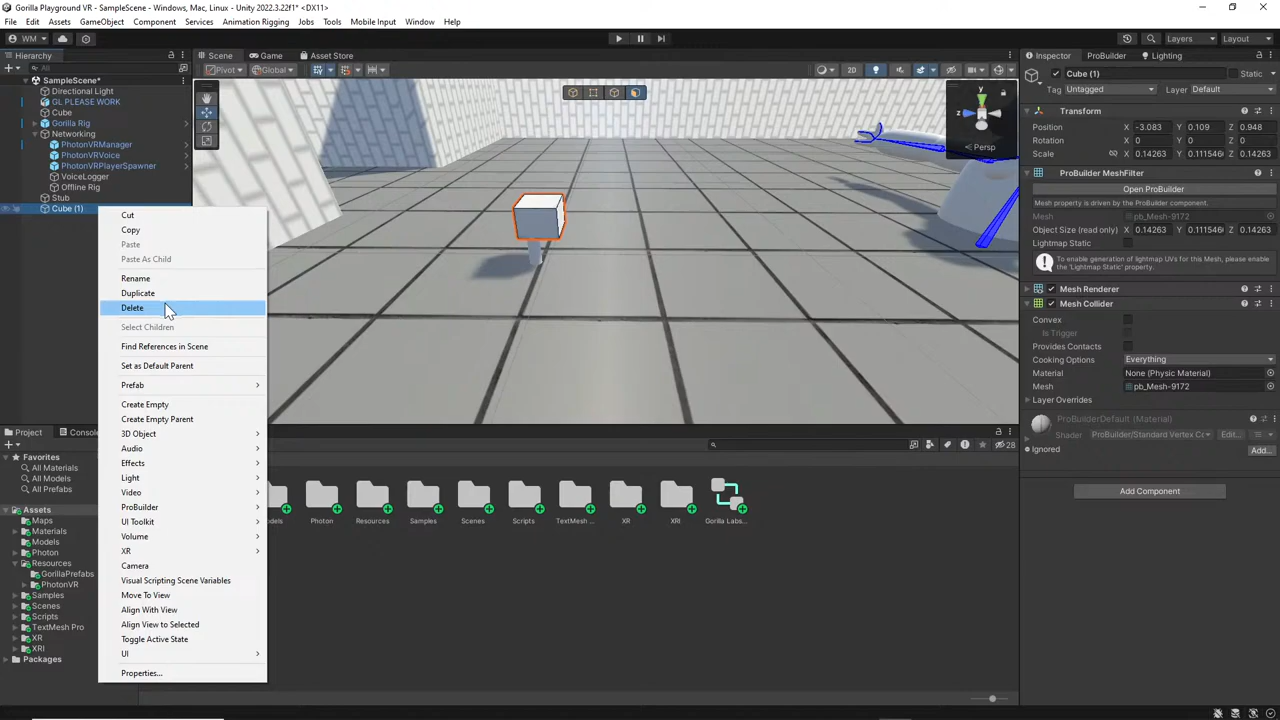 Gorilla Playground VR - SampleScene - Windows, Mac, Linux - Unity 2022.3.22f1* <DX11>
File Edit Assets GameObject Component Services Animation Rigging Jobs Tools Mobile Input Window Help
WM
Layers
Layout
Hierarchy
All
SampleScene*
Directional Light
GL PLEASE WORK
Cube
Gorilla Rig
Networking
PhotonVRManager
PhotonVRVoice
PhotonVRPlayerSpawner
VoiceLogger
Offline Rig
Stub
Cube (1)
Cut
Copy
Paste
Paste As Child
Rename
Duplicate
Delete
Select Children
Find References in Scene
Set as Default Parent
Prefab
Create Empty
Create Empty Parent
3D Object
Audio
Effects
Light
Video
ProBuilder
UI Toolkit
Volume
XR
Camera
Visual Scripting Scene Variables
Move To View
Align With View
Align View to Selected
Toggle Active State
UI
Properties...
Scene Game Asset Store
Pivot Global
2D
y
z
Persp
Inspector ProBuilder Lighting
Cube (1)
Static
Tag Untagged Layer Default
Transform
Position X -3.083 Y 0.109 Z 0.948
Rotation X 0 Y 0 Z 0
Scale X 0.14263 Y 0.111546 Z 0.14263
ProBuilder MeshFilter
Open ProBuilder
Mesh property is driven by the ProBuilder component.
Mesh pb_Mesh-9172
Object Size (read only) X 0.14263 Y 0.111546 Z 0.14263
Lightmap Static
To enable generation of lightmap UVs for this Mesh, please enable the 'Lightmap Static' property.
Mesh Renderer
Mesh Collider
Convex
Is Trigger
Provides Contacts
Cooking Options Everything
Material None (Physic Material)
Mesh pb_Mesh-9172
Layer Overrides
ProBuilderDefault (Material)
Shader ProBuilder/Standard Vertex Co Edit...
Ignored
Add...
Add Component
Project Console
28
Favorites
All Materials
All Models
All Prefabs
Assets
Maps
Materials
Models
Photon
Resources
GorillaPrefabs
PhotonVR
Samples
Scenes
Scripts
TextMesh Pro
XR
XRI
Packages
odels Photon Resources Samples Scenes Scripts TextMesh ... XR XRI Gorilla Labs...